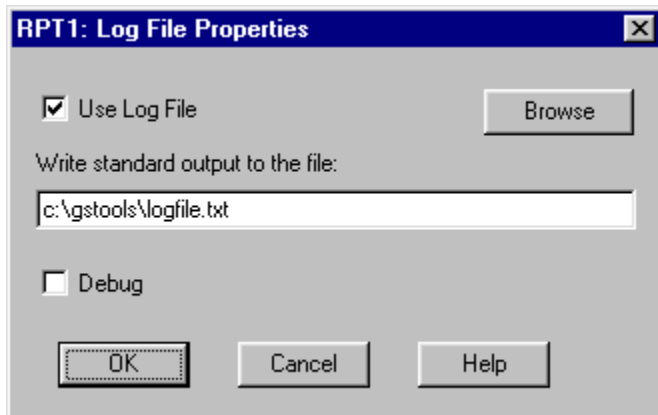 RPT1: Log File Properties
Use Log File
Browse
Write standard output to the file:
c:\gstools\logfile.txt
Debug
OK
Cancel
Help